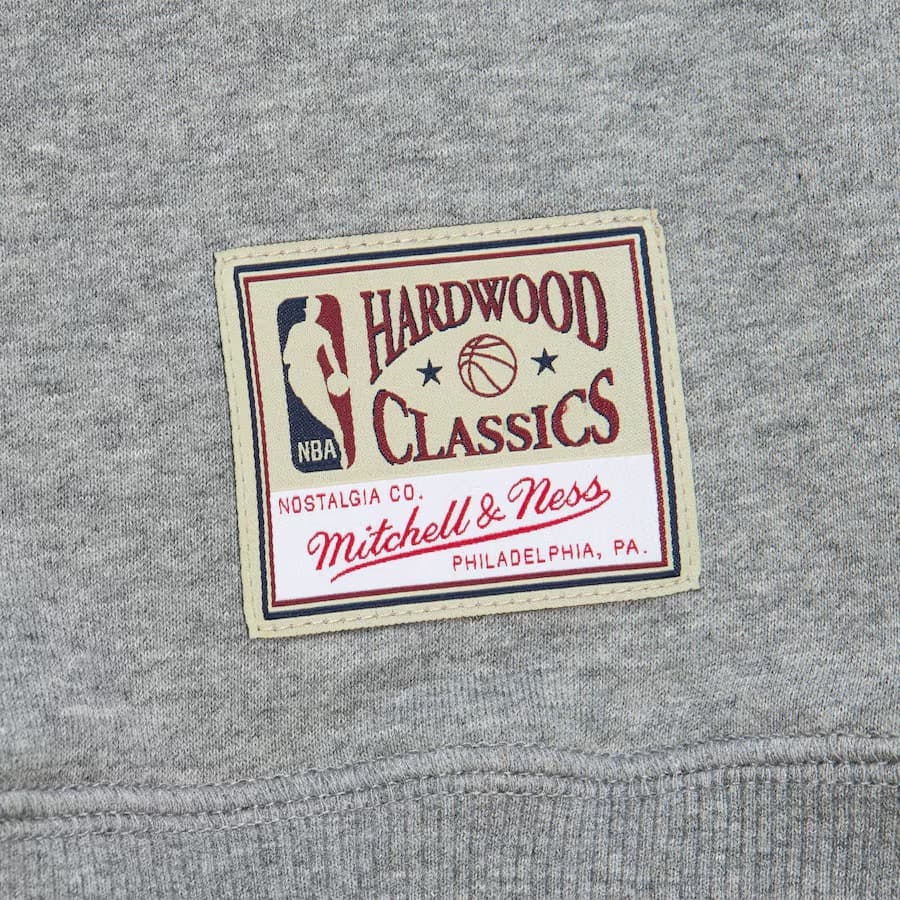 HARDWOOD
CLASSICS
NBA
NOSTALGIA CO.
Mitchell & Ness
PHILADELPHIA, PA.